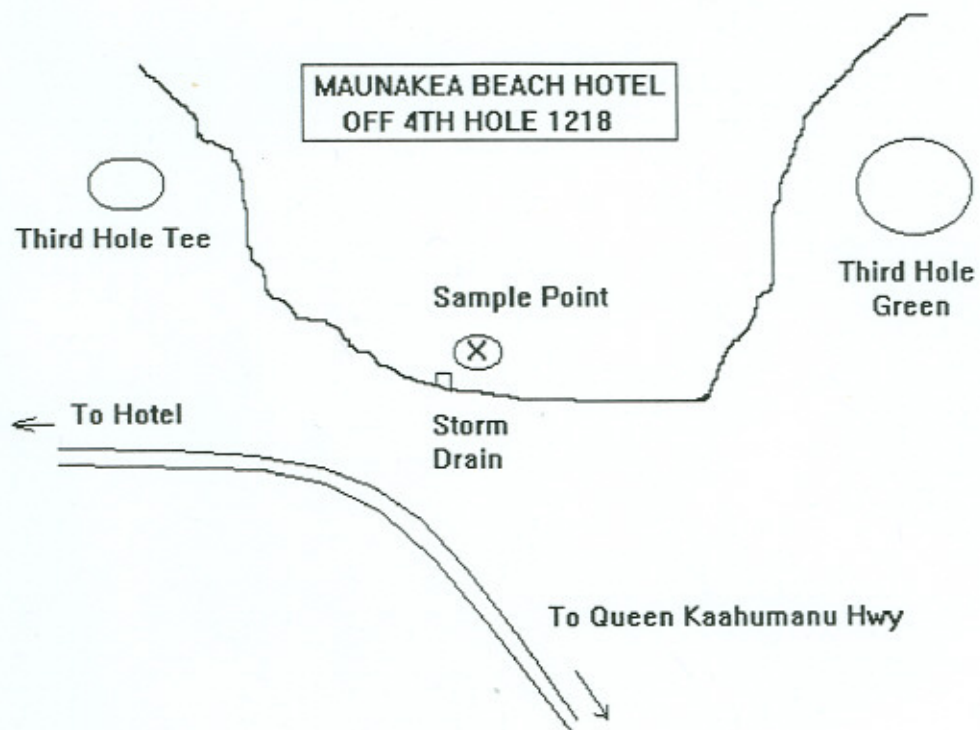 MAUNAKEA BEACH HOTEL
OFF 4TH HOLE 1218
Third Hole Tee
Third Hole
Green
Sample Point
X
To Hotel
Storm
Drain
To Queen Kaahumanu Hwy